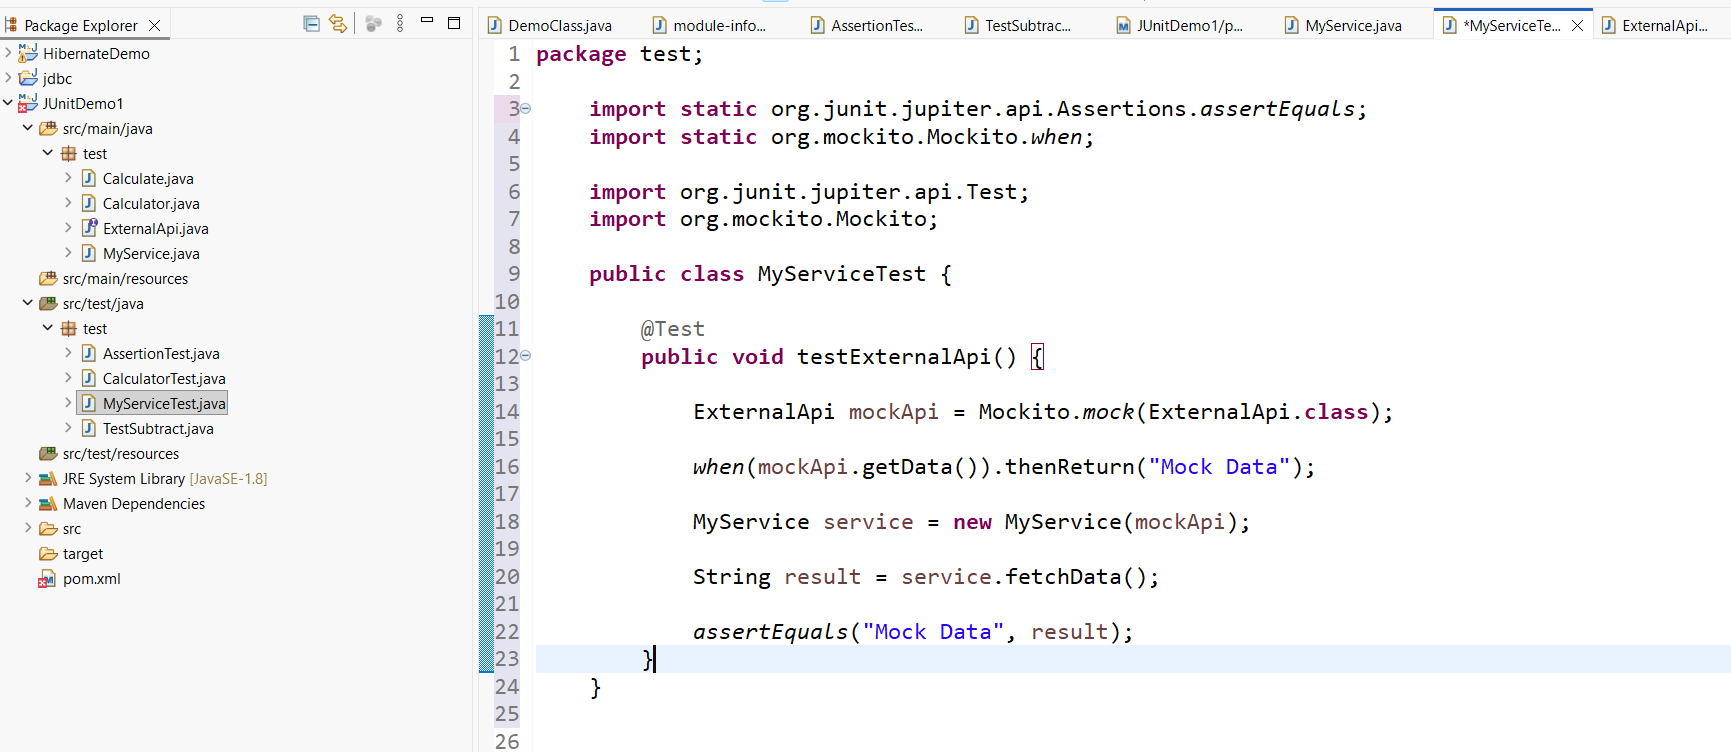 Package Explorer
HibernateDemo
jdbc
JUnitDemo1
src/main/java
test
Calculate.java
Calculator.java
ExternalApi.java
MyService.java
src/main/resources
src/test/java
test
AssertionTest.java
CalculatorTest.java
MyServiceTest.java
TestSubtract.java
src/test/resources
JRE System Library [JavaSE-1.8]
Maven Dependencies
src
target
pom.xml
DemoClass.java
module-info...
AssertionTes...
TestSubtrac...
JUnitDemo1/p...
MyService.java
*MyServiceTe...
ExternalApi...
1 package test;
2
3 import static org.junit.jupiter.api.Assertions.assertEquals;
4 import static org.mockito.Mockito.when;
5
6 import org.junit.jupiter.api.Test;
7 import org.mockito.Mockito;
8
9 public class MyServiceTest {
10
11 @Test
12 public void testExternalApi() {
13
14 ExternalApi mockApi = Mockito.mock(ExternalApi.class);
15
16 when(mockApi.getData()).thenReturn("Mock Data");
17
18 MyService service = new MyService(mockApi);
19
20 String result = service.fetchData();
21
22 assertEquals("Mock Data", result);
23 }
24 }
25
26